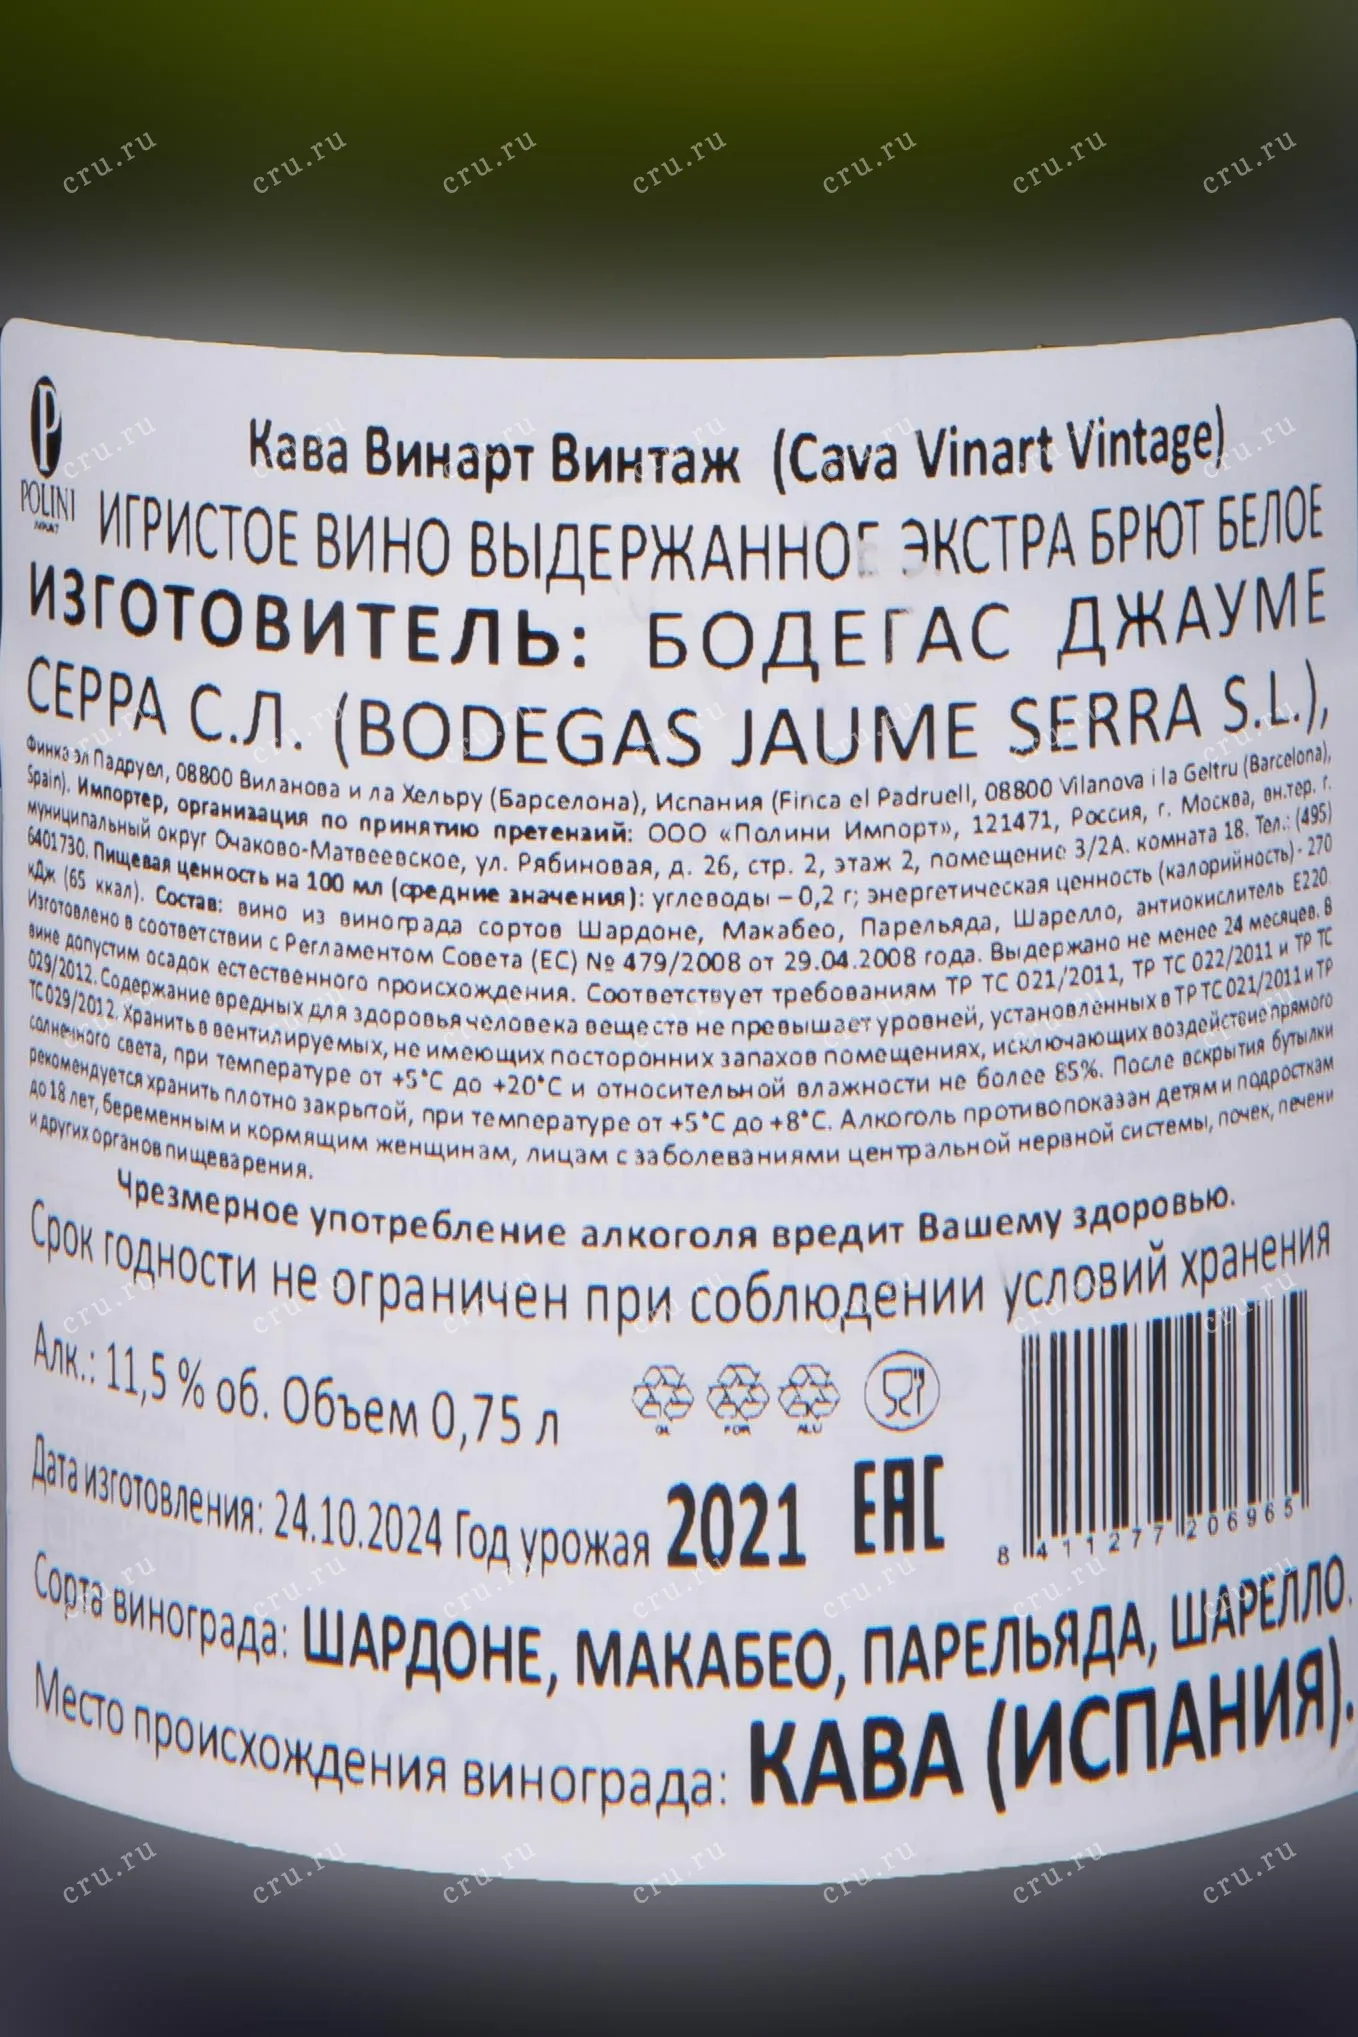 Кава Винарт Винтаж (Cava Vinart Vintage)
POLINI
ИГРИСТОЕ ВИНО ВЫДЕРЖАННОЕ ЭКСТРА БРЮТ БЕЛОЕ
ИЗГОТОВИТЕЛЬ: БОДЕГАС ДЖАУМЕ
СЕРРА С.Л. (BODEGAS JAUME SERRA S.L.),
Финка эл Падруел, 08800 Виланова и ла Хельру (Барселона), Испания (Finca el Padruell, 08800 Vilanova i la Geltru (Barcelona),
Spain). Импортер, организация по принятию претензий: ООО «Полини Импорт», 121471, Россия, г. Москва, вн.тер. г.
муниципальный округ Очаково-Матвеевское, ул. Рябиновая, д. 26, стр. 2, этаж 2, помещение 3/2А. комната 18. Тел.: (495)
6401730. Пищевая ценность на 100 мл (средние значения): углеводы – 0,2 г; энергетическая ценность (калорийность) - 270
кДж (65 ккал). Состав: вино из винограда сортов Шардоне, Макабео, Парельяда, Шарелло, антиокислитель Е220.
Изготовлено в соответствии с Регламентом Совета (ЕС) № 479/2008 от 29.04.2008 года. Выдержано не менее 24 месяцев. В
вине допустим осадок естественного происхождения. Соответствует требованиям ТР ТС 021/2011, ТР ТС 022/2011 и ТР ТС
029/2012. Содержание вредных для здоровья человека веществ не превышает уровней, установленных в ТР ТС 021/2011 и ТР
ТС 029/2012. Хранить в вентилируемых, не имеющих посторонних запахов помещениях, исключающих воздействие прямого
солнечного света, при температуре от +5°С до +20°С и относительной влажности не более 85%. После вскрытия бутылки
рекомендуется хранить плотно закрытой, при температуре от +5°С до +8°С. Алкоголь противопоказан детям и подросткам
до 18 лет, беременным и кормящим женщинам, лицам с заболеваниями центральной нервной системы, почек, печени
и других органов пищеварения.
Чрезмерное употребление алкоголя вредит Вашему здоровью.
Срок годности не ограничен при соблюдении условий хранения
Алк.: 11,5 % об. Объем 0,75 л
FOR ALU
Дата изготовления: 24.10.2024 Год урожая 2021 ЕАС
8 411277 206965
Сорта винограда: ШАРДОНЕ, МАКАБЕО, ПАРЕЛЬЯДА, ШАРЕЛЛО.
Место происхождения винограда: КАВА (ИСПАНИЯ).
cru.ru